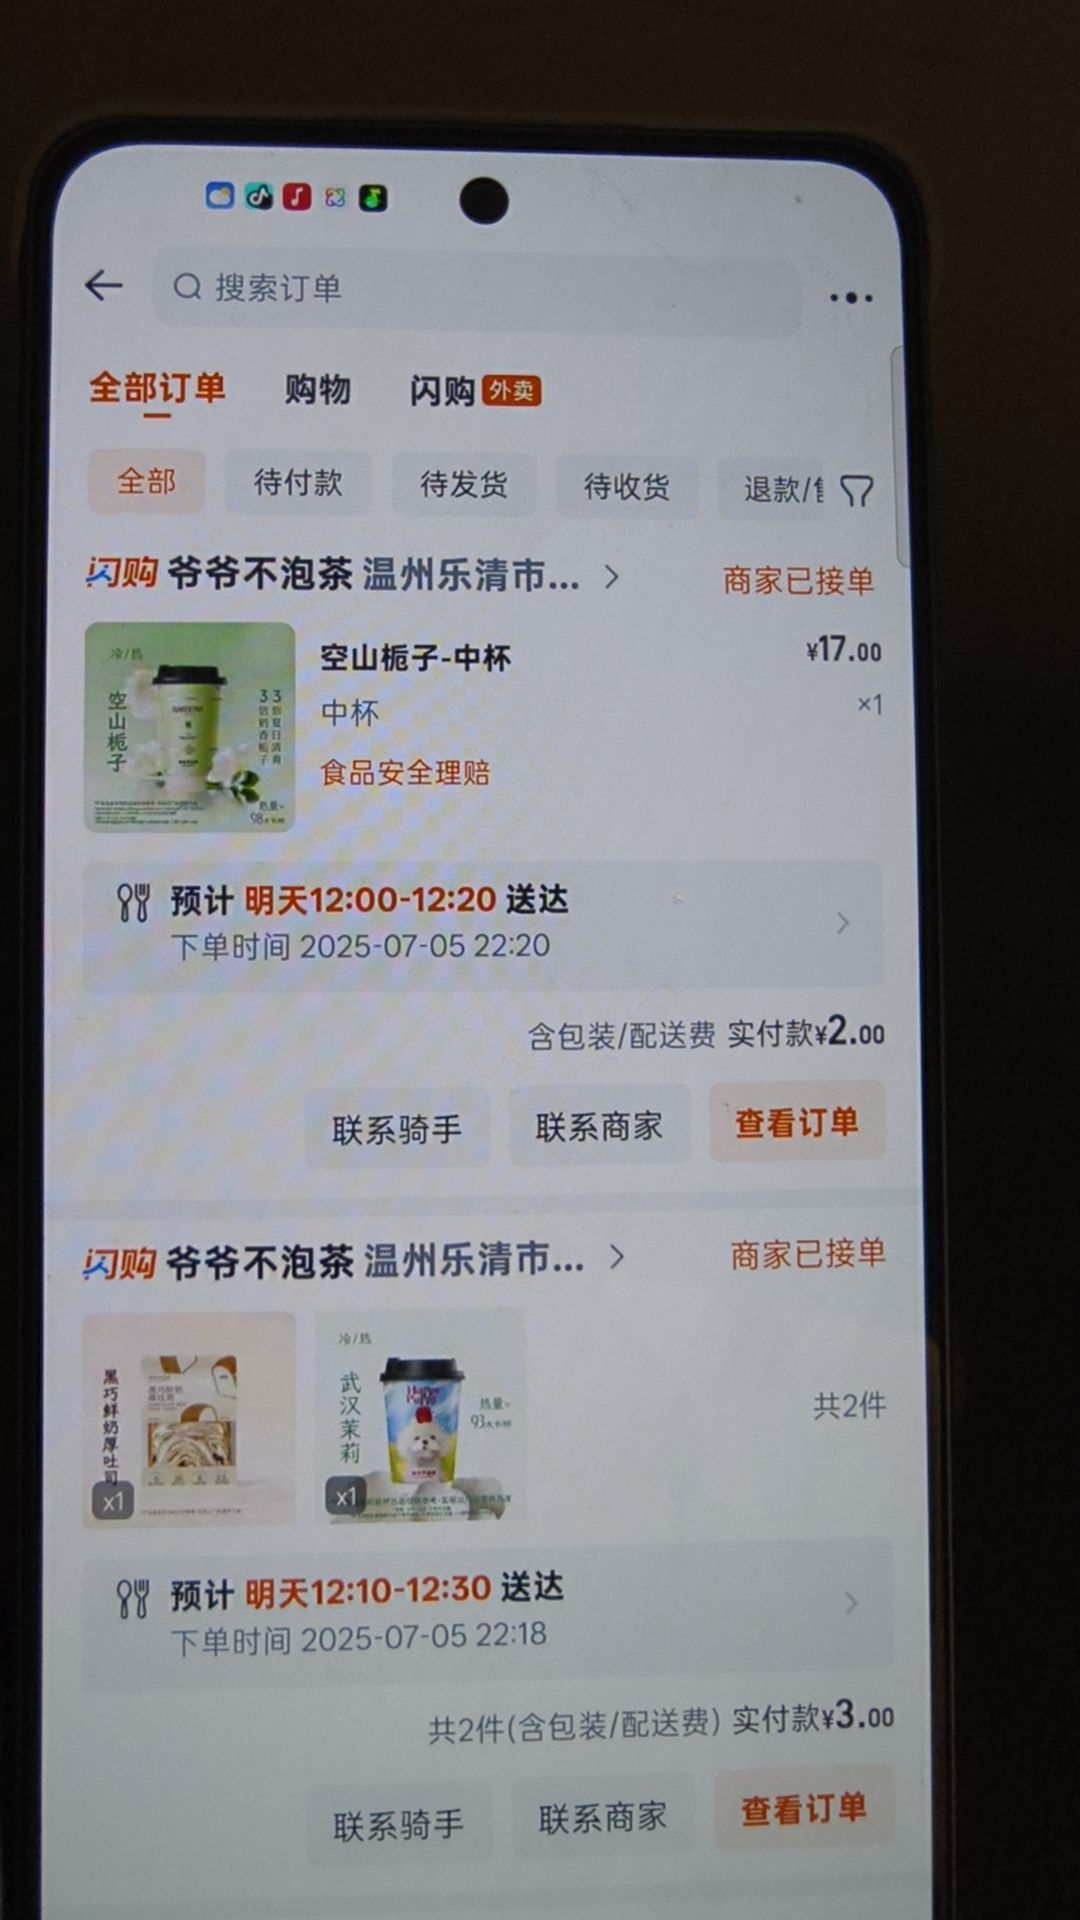 搜索订单
全部订单 购物 闪购 外卖
全部 待付款 待发货 待收货 退款/售
闪购 爷爷不泡茶 温州乐清市... 商家已接单
冷/热
空山栀子
空山栀子-中杯 ¥17.00
中杯 ×1
食品安全理赔
预计 明天12:00-12:20 送达
下单时间 2025-07-05 22:20
含包装/配送费 实付款¥2.00
联系骑手 联系商家 查看订单
闪购 爷爷不泡茶 温州乐清市... 商家已接单
黑巧鲜奶厚吐司
x1
冷/热
武汉茉莉
热量≈
x1
共2件
预计 明天12:10-12:30 送达
下单时间 2025-07-05 22:18
共2件(含包装/配送费) 实付款¥3.00
联系骑手 联系商家 查看订单